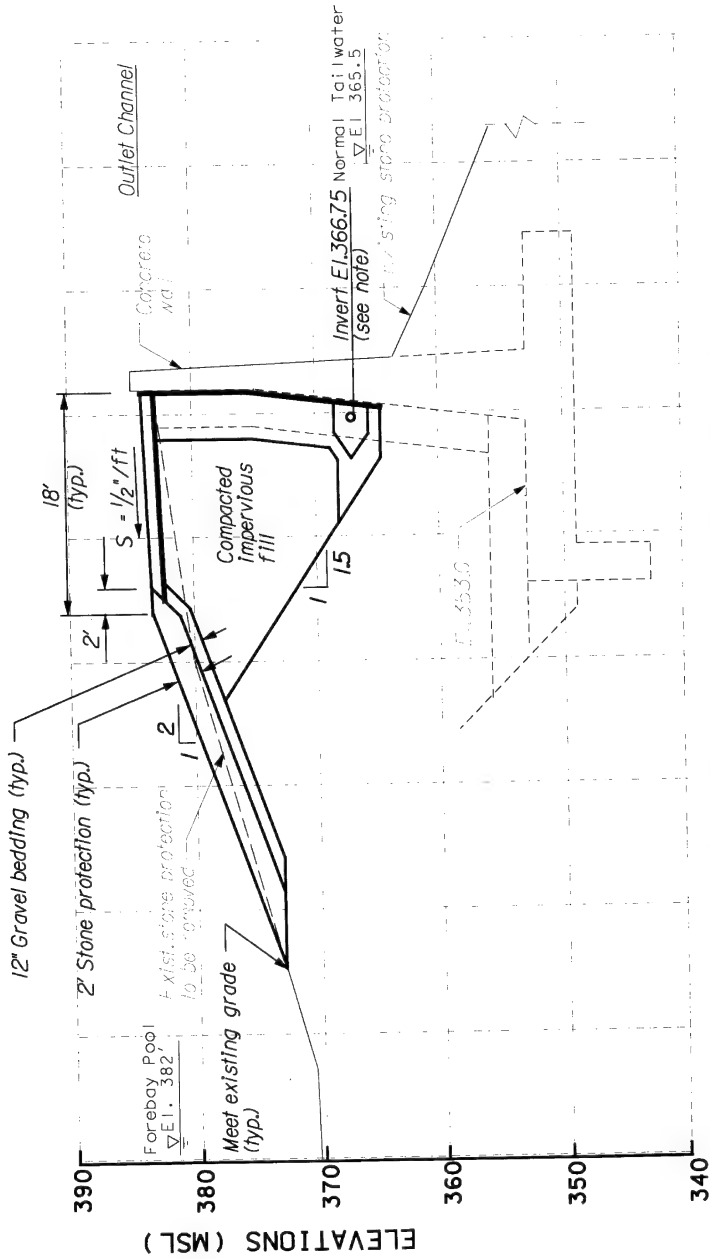 12" Gravel bedding (typ.)
2' Stone protection (typ.)
Exist. stone protection
to be removed
Forebay Pool
El. 382'
Meet existing grade
(typ.)
2'
18'
(typ.)
S = 1/2"/ft
Compacted
impervious
fill
2
1
1
1.5
Concrete
Outlet Channel
Invert El.366.75
(see note)
Normal Tailwater
El 365.5
stone protection
390
380
370
360
350
340
ELEVATIONS (MSL)